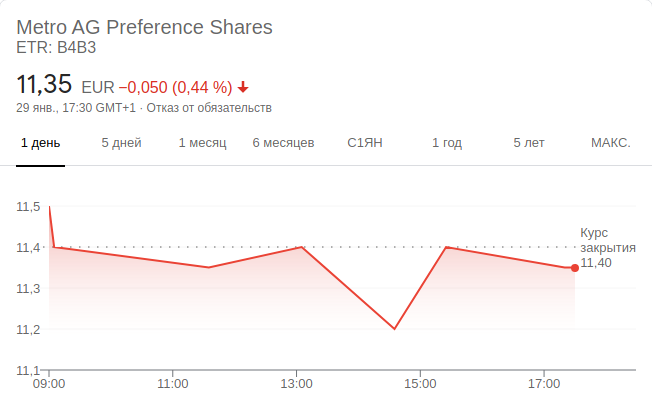 Metro AG Preference Shares
ETR: B4B3
11,35 EUR −0,050 (0,44 %)
29 янв., 17:30 GMT+1 · Отказ от обязательств
1 день 5 дней 1 месяц 6 месяцев С1ЯН 1 год 5 лет МАКС.
11,5
Курс
11,4 закрытия
11,40
11,3
11,2
11,1
09:00 11:00 13:00 15:00 17:00